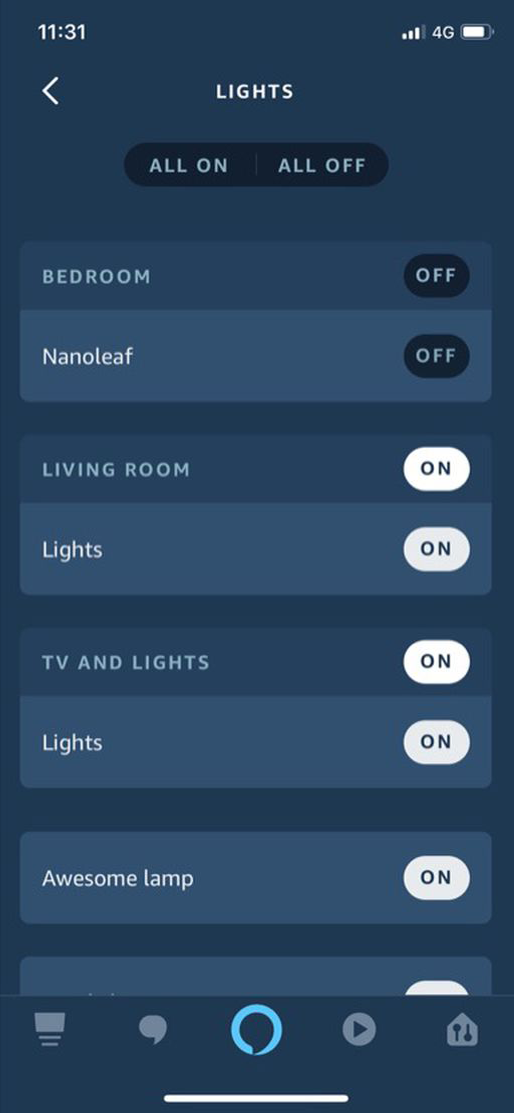 11:31 4G
LIGHTS
ALL ON ALL OFF
BEDROOM OFF
Nanoleaf OFF
LIVING ROOM ON
Lights ON
TV AND LIGHTS ON
Lights ON
Awesome lamp ON